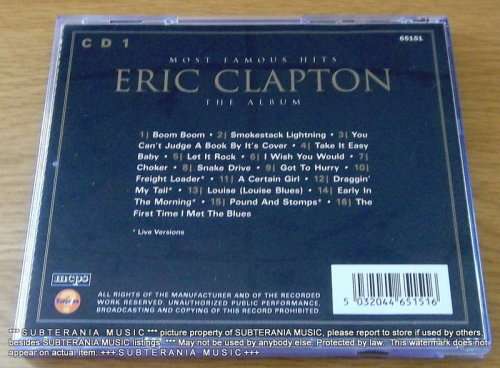 CD 1
65151
MOST FAMOUS HITS
ERIC CLAPTON
THE ALBUM
1| Boom Boom • 2| Smokestack Lightning • 3| You
Can't Judge A Book By It's Cover • 4| Take It Easy
Baby • 5| Let It Rock • 6| I Wish You Would • 7|
Choker • 8| Snake Drive • 9| Got To Hurry • 10|
Freight Loader* • 11| A Certain Girl • 12| Draggin'
My Tail* • 13| Louise (Louise Blues) • 14| Early In
The Morning* • 15| Pound And Stomps* • 16| The
First Time I Met The Blues
* Live Versions
mcps
ALL RIGHTS OF THE MANUFACTURER AND OF THE RECORDED
WORK RESERVED. UNAUTHORIZED PUBLIC PERFORMANCE,
BROADCASTING AND COPYING OF THIS RECORD PROHIBITED.
5 032044 651516
*** S U B T E R A N I A  M U S I C *** picture property of SUBTERANIA MUSIC, please report to store if used by others,
besides SUBTERANIA MUSIC listings *** May not be used by anybody else. Protected by law. This watermark does not
appear on actual item. +++ S U B T E R A N I A  M U S I C +++